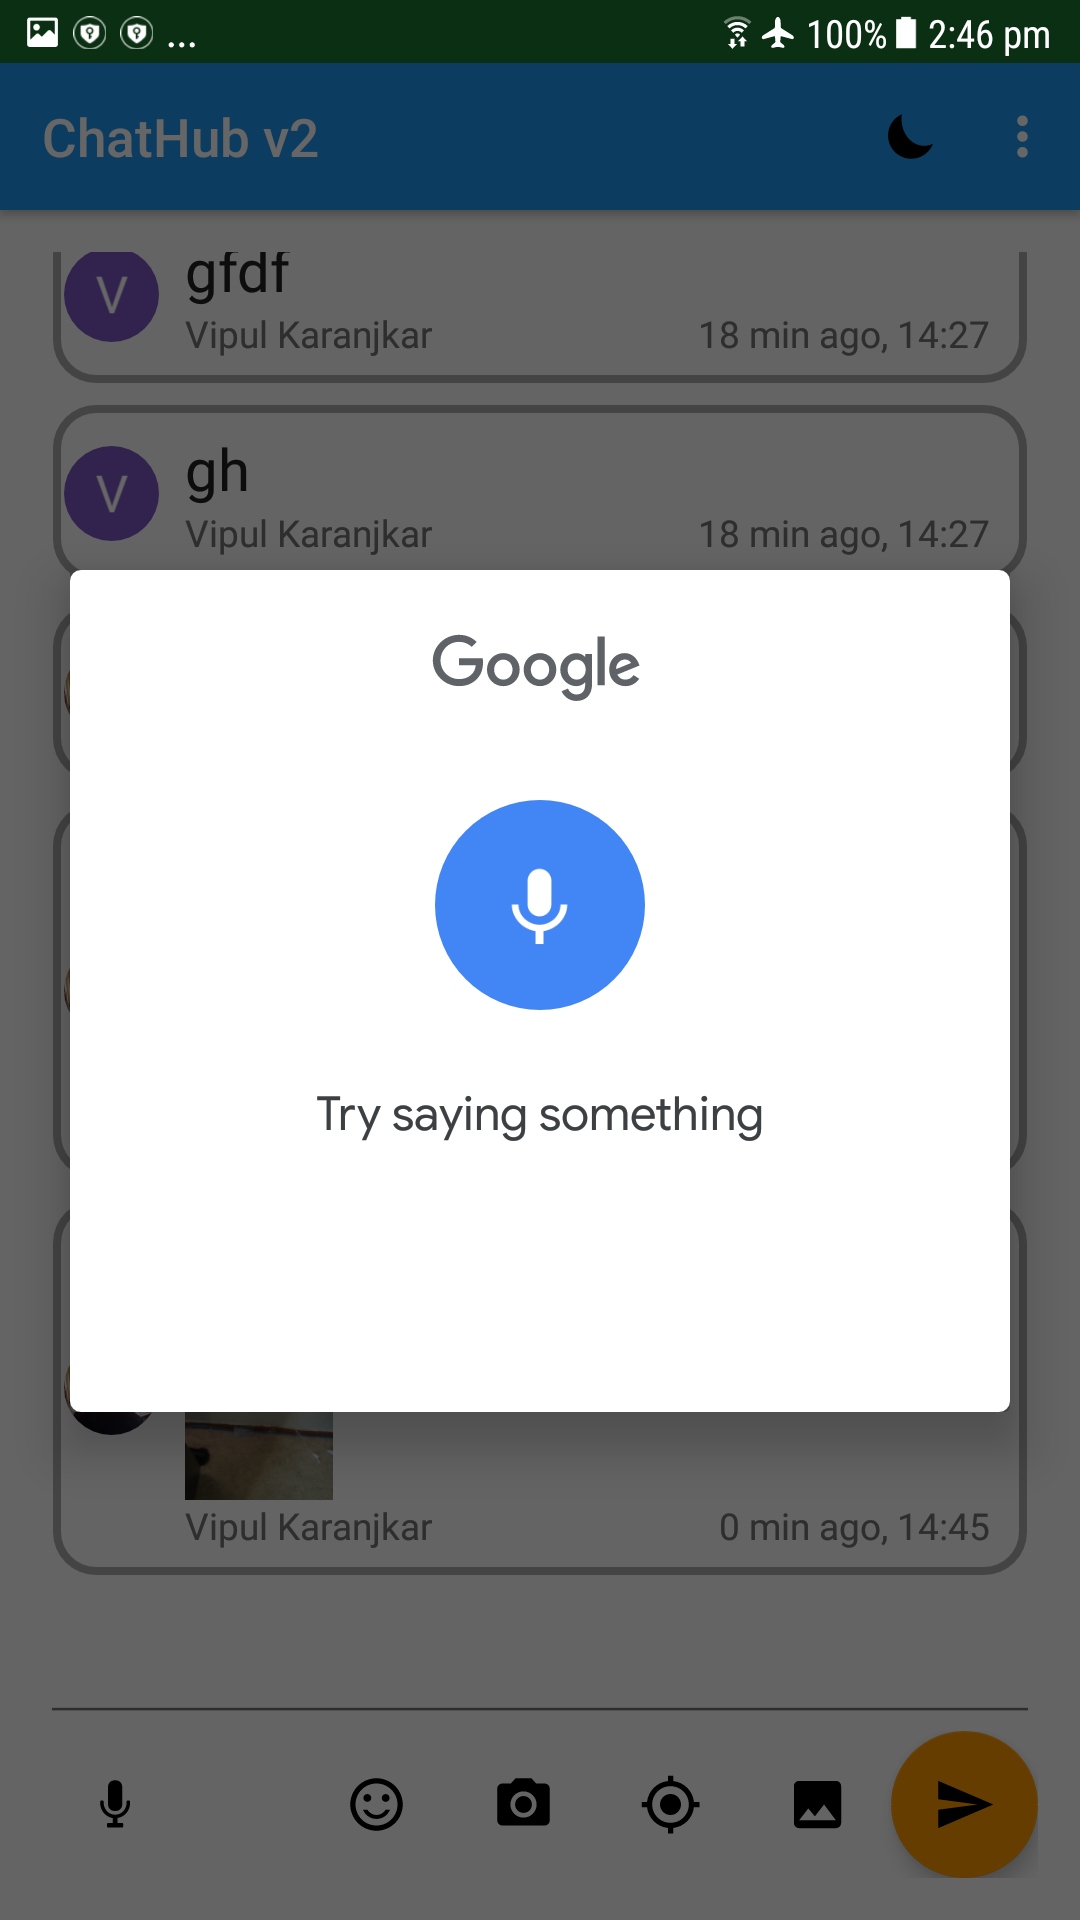 ... 100% 2:46 pm
ChatHub v2
V gfdf
Vipul Karanjkar 18 min ago, 14:27
V gh
Vipul Karanjkar 18 min ago, 14:27
Google
Try saying something
Vipul Karanjkar 0 min ago, 14:45